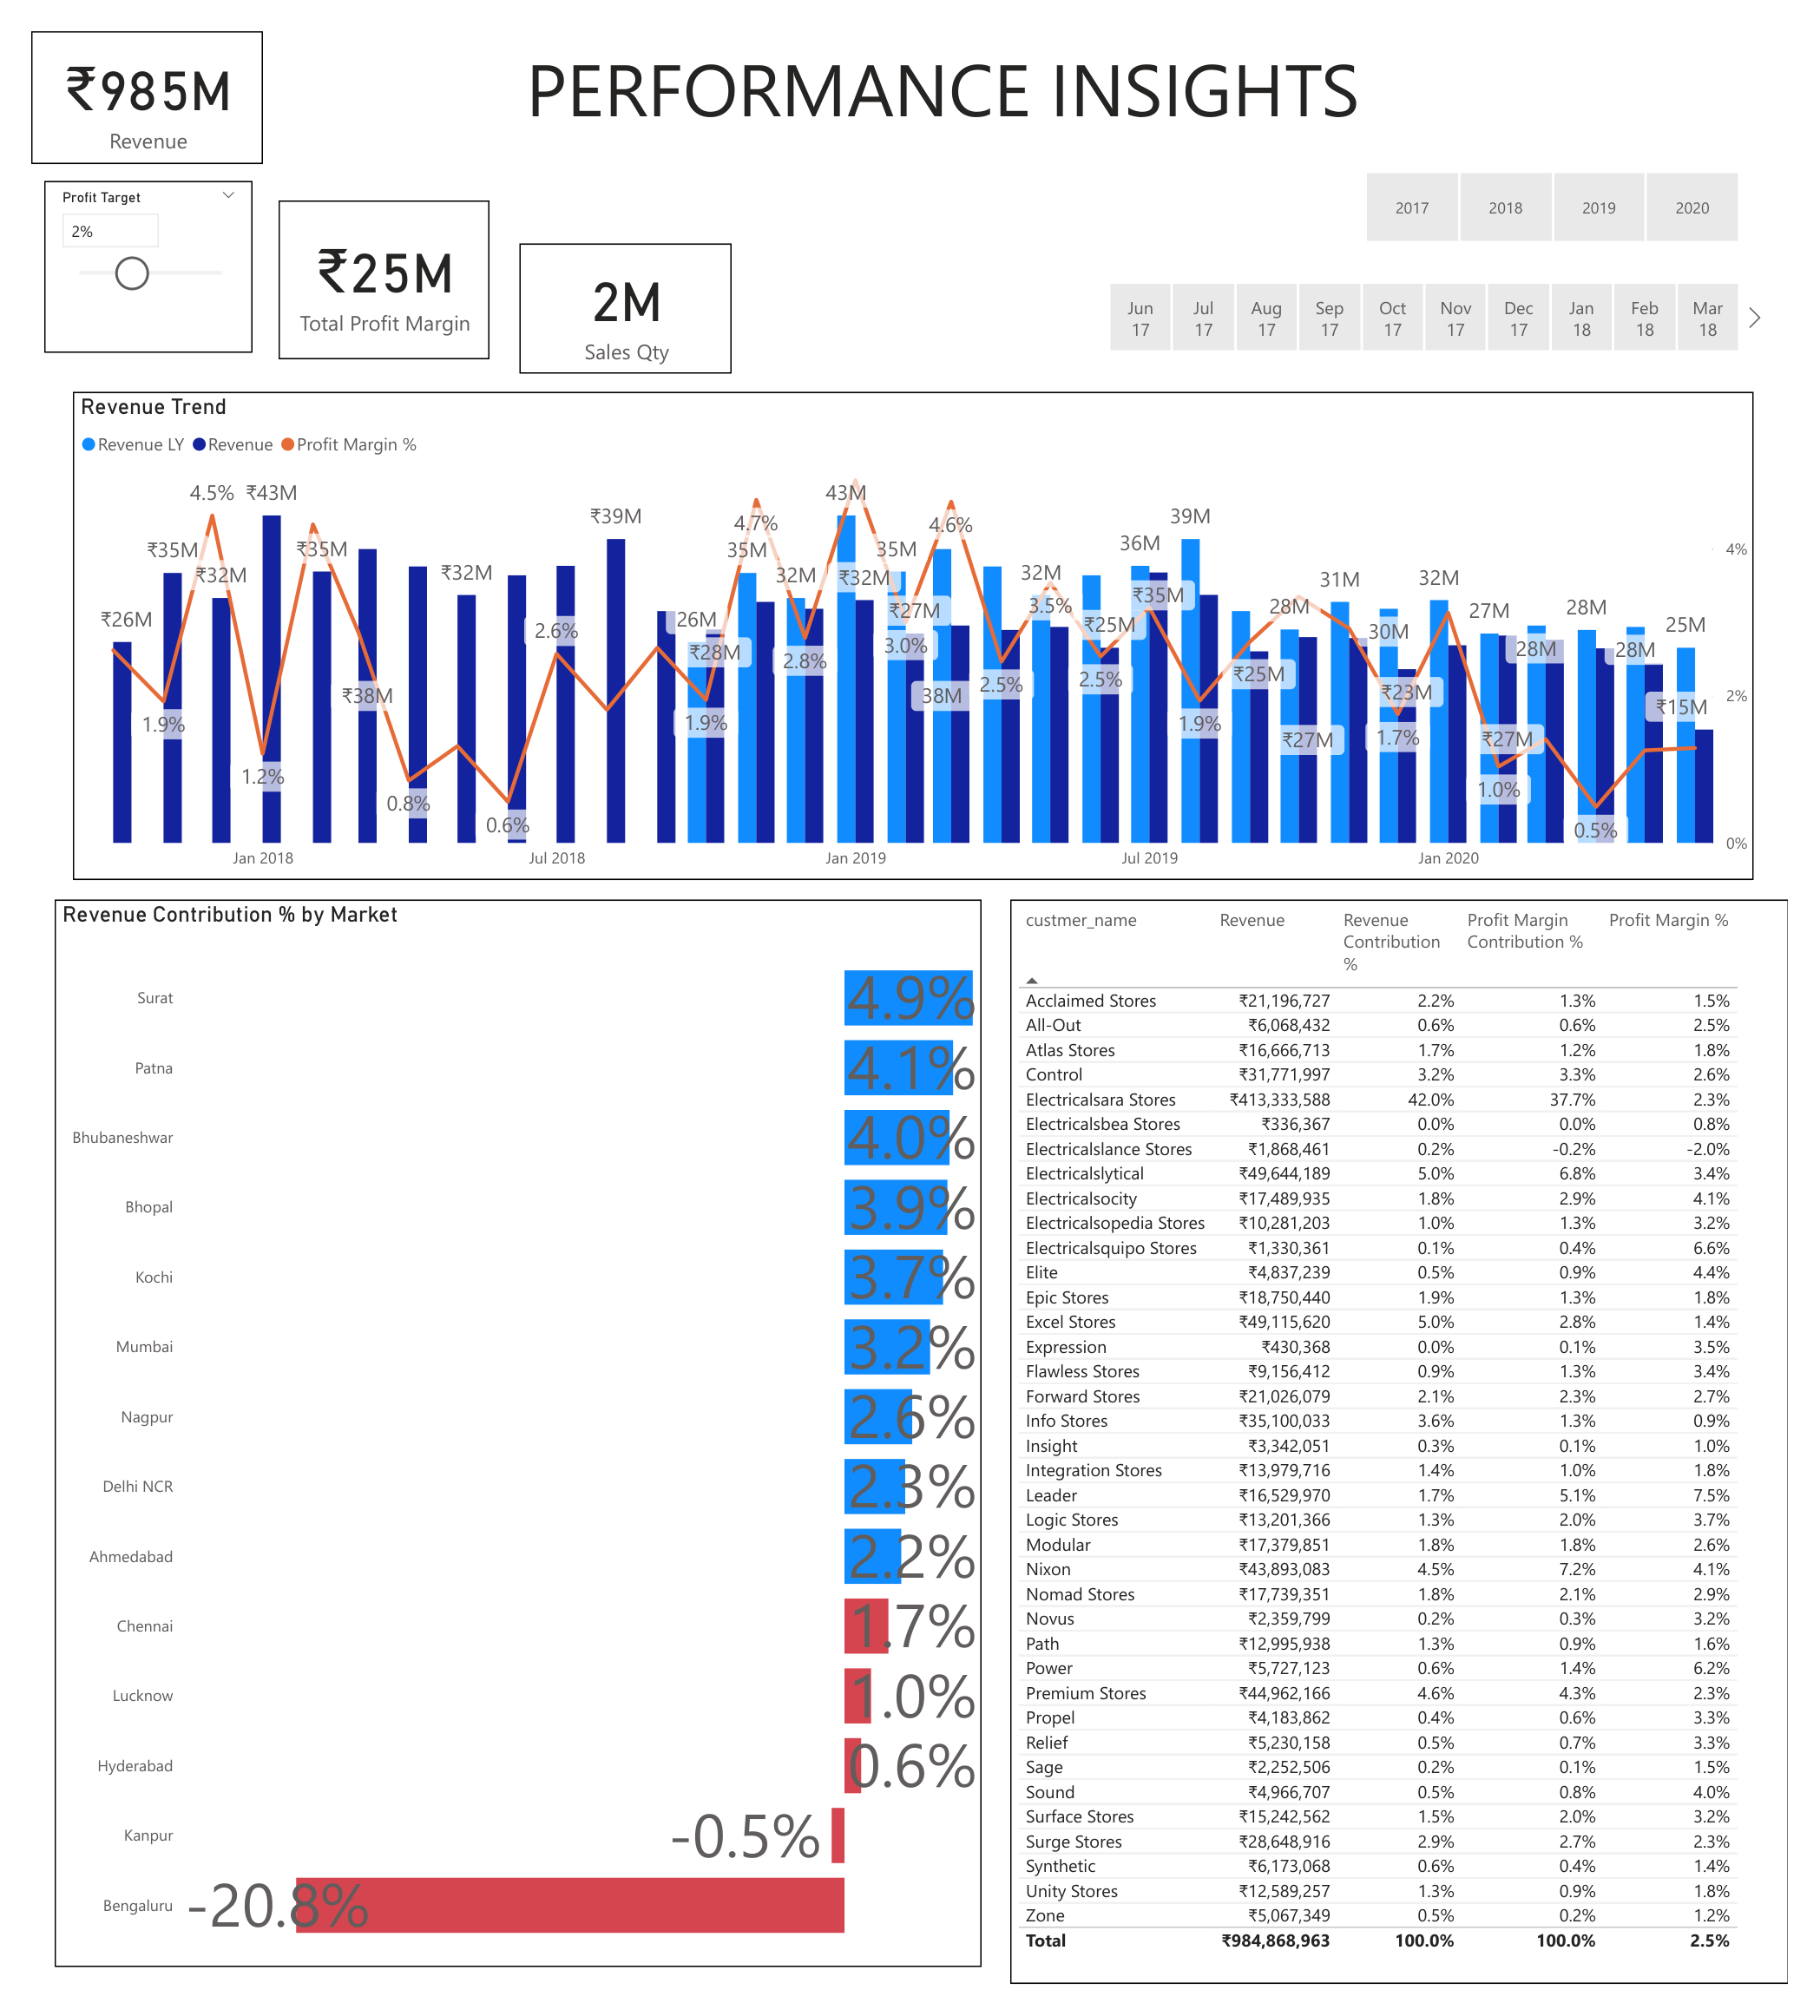 ₹985M
Revenue
PERFORMANCE INSIGHTS
Profit Target
2%
₹25M
Total Profit Margin
2M
Sales Qty
2017 2018 2019 2020
Jun 17 Jul 17 Aug 17 Sep 17 Oct 17 Nov 17 Dec 17 Jan 18 Feb 18 Mar 18
Revenue Trend
Revenue LY Revenue Profit Margin %
4.5% ₹43M 43M
₹39M 39M
4.7% 4.6%
₹35M ₹35M 35M 35M 36M 4%
₹32M ₹32M 32M ₹32M 32M 31M 32M
₹35M
₹26M 26M ₹27M 3.5% 28M 27M 28M
2.6% ₹25M 30M 25M
₹28M 2.8% 3.0% 28M 28M
₹38M 38M 2.5% 2.5% ₹25M ₹23M 2%
1.9% 1.9% 1.9% ₹15M
₹27M 1.7% ₹27M
1.2% 1.0%
0.8%
0.6% 0.5%
0%
Jan 2018 Jul 2018 Jan 2019 Jul 2019 Jan 2020
Revenue Contribution % by Market
Surat 4.9%
Patna 4.1%
Bhubaneshwar 4.0%
Bhopal 3.9%
Kochi 3.7%
Mumbai 3.2%
Nagpur 2.6%
Delhi NCR 2.3%
Ahmedabad 2.2%
Chennai 1.7%
Lucknow 1.0%
Hyderabad 0.6%
Kanpur -0.5%
Bengaluru -20.8%
custmer_name Revenue Revenue Contribution % Profit Margin Contribution % Profit Margin %
Acclaimed Stores ₹21,196,727 2.2% 1.3% 1.5%
All-Out ₹6,068,432 0.6% 0.6% 2.5%
Atlas Stores ₹16,666,713 1.7% 1.2% 1.8%
Control ₹31,771,997 3.2% 3.3% 2.6%
Electricalsara Stores ₹413,333,588 42.0% 37.7% 2.3%
Electricalsbea Stores ₹336,367 0.0% 0.0% 0.8%
Electricalslance Stores ₹1,868,461 0.2% -0.2% -2.0%
Electricalslytical ₹49,644,189 5.0% 6.8% 3.4%
Electricalsocity ₹17,489,935 1.8% 2.9% 4.1%
Electricalsopedia Stores ₹10,281,203 1.0% 1.3% 3.2%
Electricalsquipo Stores ₹1,330,361 0.1% 0.4% 6.6%
Elite ₹4,837,239 0.5% 0.9% 4.4%
Epic Stores ₹18,750,440 1.9% 1.3% 1.8%
Excel Stores ₹49,115,620 5.0% 2.8% 1.4%
Expression ₹430,368 0.0% 0.1% 3.5%
Flawless Stores ₹9,156,412 0.9% 1.3% 3.4%
Forward Stores ₹21,026,079 2.1% 2.3% 2.7%
Info Stores ₹35,100,033 3.6% 1.3% 0.9%
Insight ₹3,342,051 0.3% 0.1% 1.0%
Integration Stores ₹13,979,716 1.4% 1.0% 1.8%
Leader ₹16,529,970 1.7% 5.1% 7.5%
Logic Stores ₹13,201,366 1.3% 2.0% 3.7%
Modular ₹17,379,851 1.8% 1.8% 2.6%
Nixon ₹43,893,083 4.5% 7.2% 4.1%
Nomad Stores ₹17,739,351 1.8% 2.1% 2.9%
Novus ₹2,359,799 0.2% 0.3% 3.2%
Path ₹12,995,938 1.3% 0.9% 1.6%
Power ₹5,727,123 0.6% 1.4% 6.2%
Premium Stores ₹44,962,166 4.6% 4.3% 2.3%
Propel ₹4,183,862 0.4% 0.6% 3.3%
Relief ₹5,230,158 0.5% 0.7% 3.3%
Sage ₹2,252,506 0.2% 0.1% 1.5%
Sound ₹4,966,707 0.5% 0.8% 4.0%
Surface Stores ₹15,242,562 1.5% 2.0% 3.2%
Surge Stores ₹28,648,916 2.9% 2.7% 2.3%
Synthetic ₹6,173,068 0.6% 0.4% 1.4%
Unity Stores ₹12,589,257 1.3% 0.9% 1.8%
Zone ₹5,067,349 0.5% 0.2% 1.2%
Total ₹984,868,963 100.0% 100.0% 2.5%